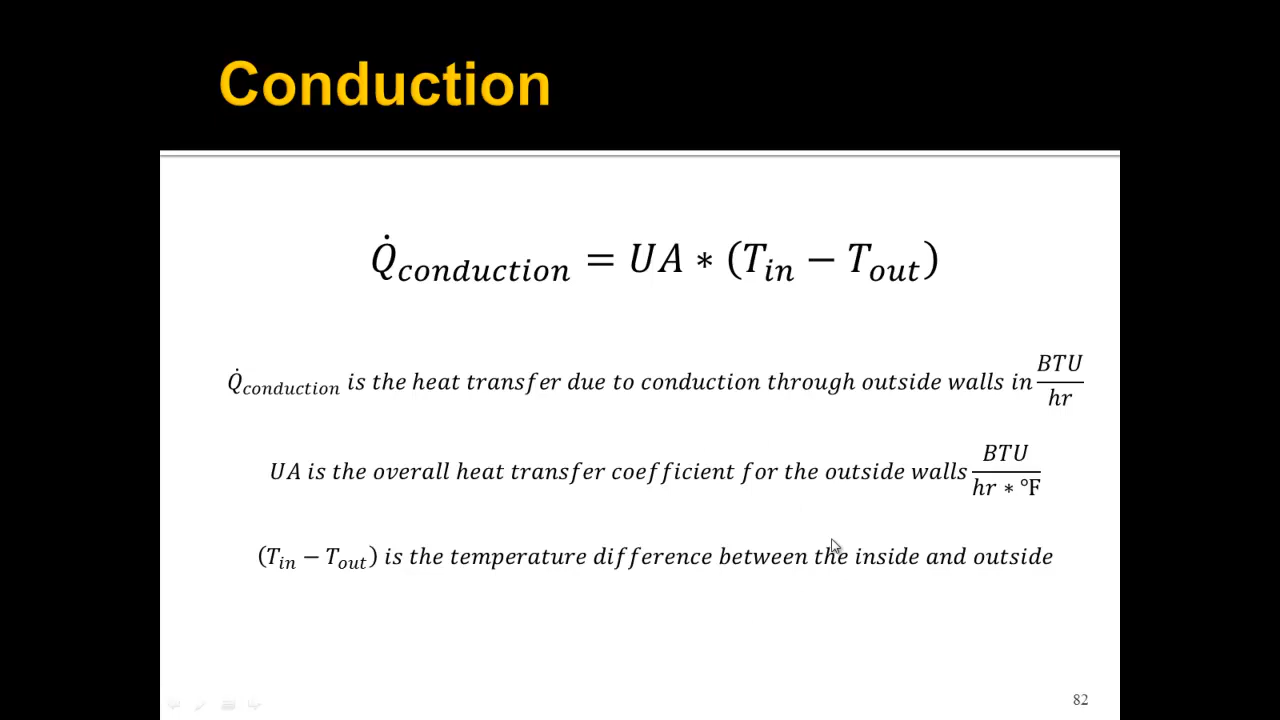 Conduction
Q̇conduction = UA ∗ (Tin − Tout)
Q̇conduction is the heat transfer due to conduction through outside walls in BTU/hr
UA is the overall heat transfer coefficient for the outside walls BTU/hr ∗ °F
(Tin − Tout) is the temperature difference between the inside and outside
82